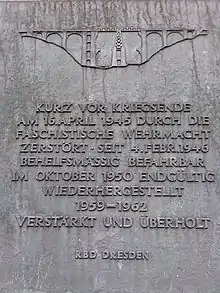 KURZ VOR KRIEGSENDE
AM 16.APRIL 1945 DURCH DIE
FASCHISTISCHE WEHRMACHT
ZERSTÖRT · SEIT 4.FEBR.1946
BEHELFSMÄSSIG BEFAHRBAR
IM OKTOBER 1950 ENDGÜLTIG
WIEDERHERGESTELLT
1959–1962
VERSTÄRKT UND ÜBERHOLT
RBD DRESDEN